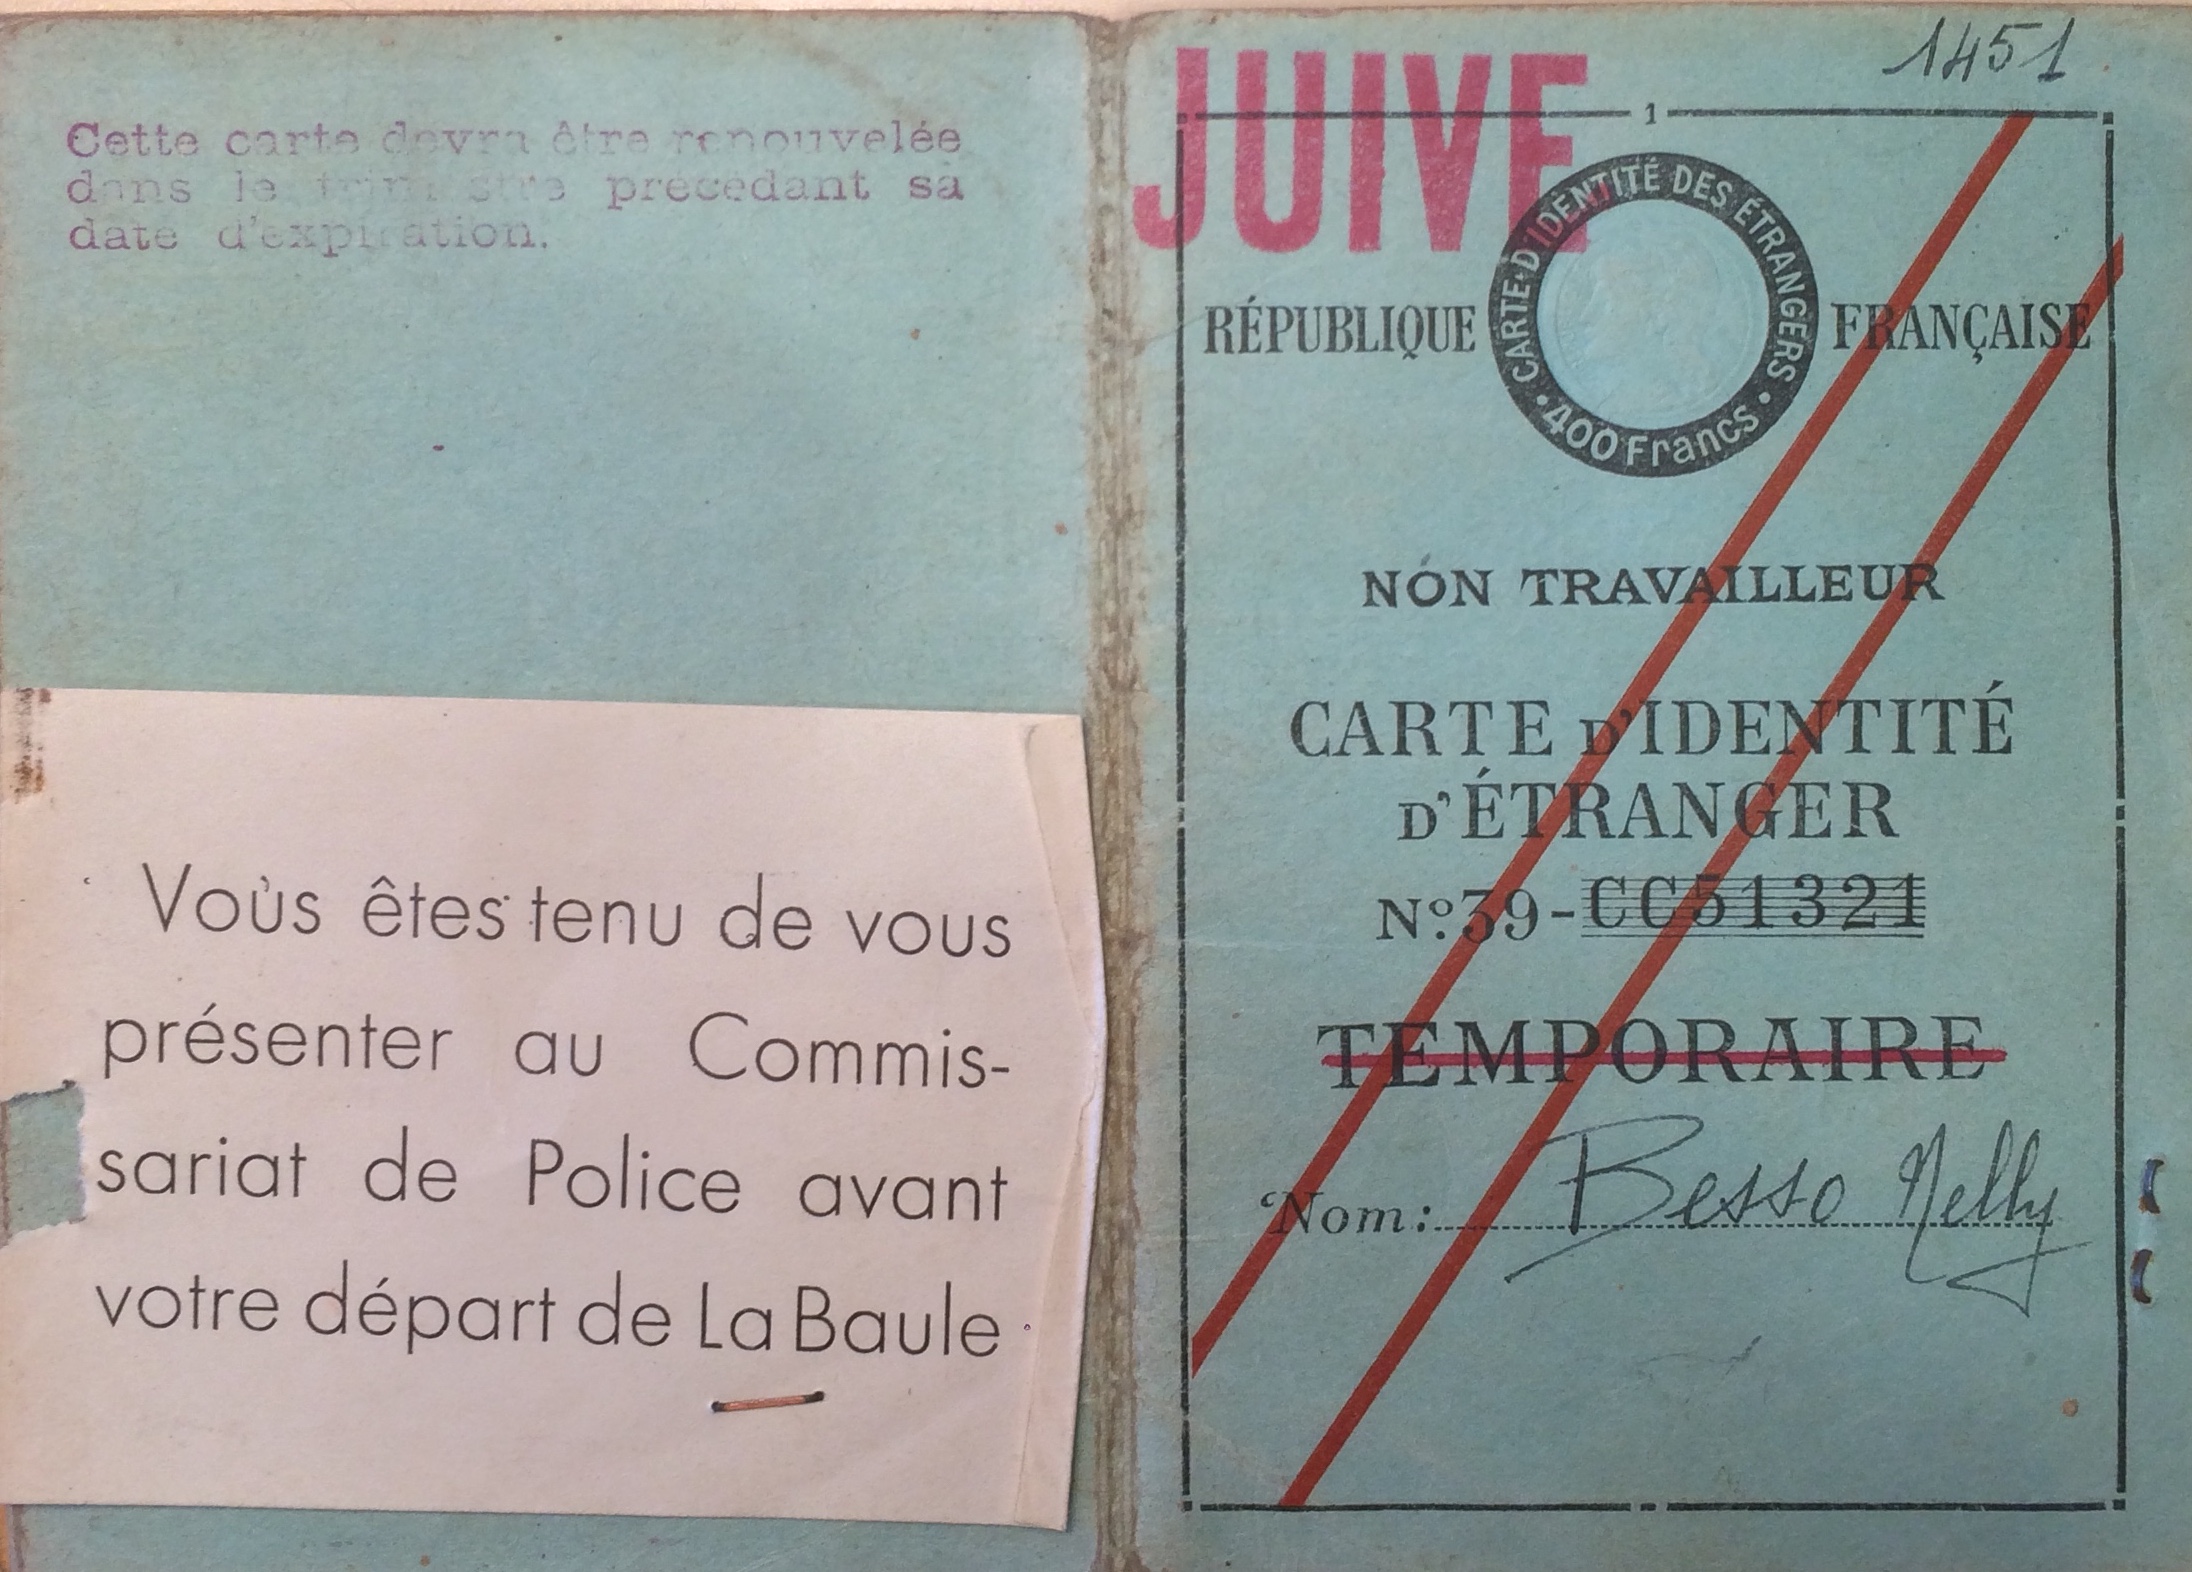 Cette carte devra être renouvelée
dans le trimestre précédant sa
date d'expiration.
Vous êtes tenu de vous
présenter au Commis-
sariat de Police avant
votre départ de La Baule
JUIVE
1451
1
CARTE D'IDENTITÉ DES ÉTRANGERS
• 400 Francs •
RÉPUBLIQUE FRANÇAISE
NON TRAVAILLEUR
CARTE D'IDENTITÉ
D'ÉTRANGER
No: 39-CC51321
TEMPORAIRE
Nom: Besso Nelly